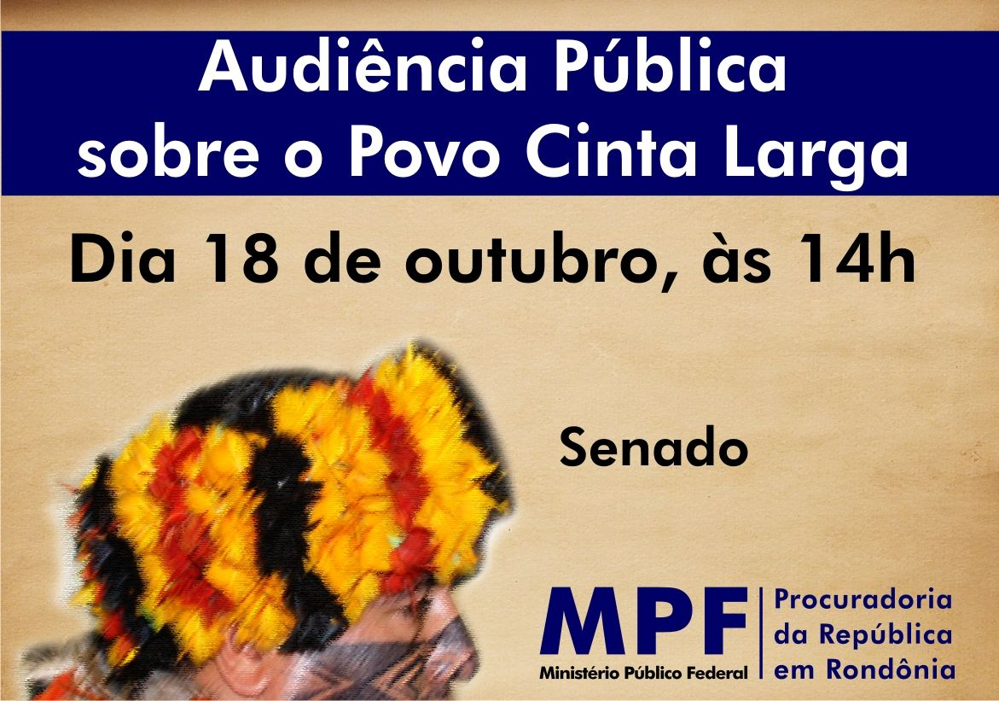 Audiência Pública
sobre o Povo Cinta Larga
Dia 18 de outubro, às 14h
Senado
MPF
Ministério Público Federal
Procuradoria
da República
em Rondônia